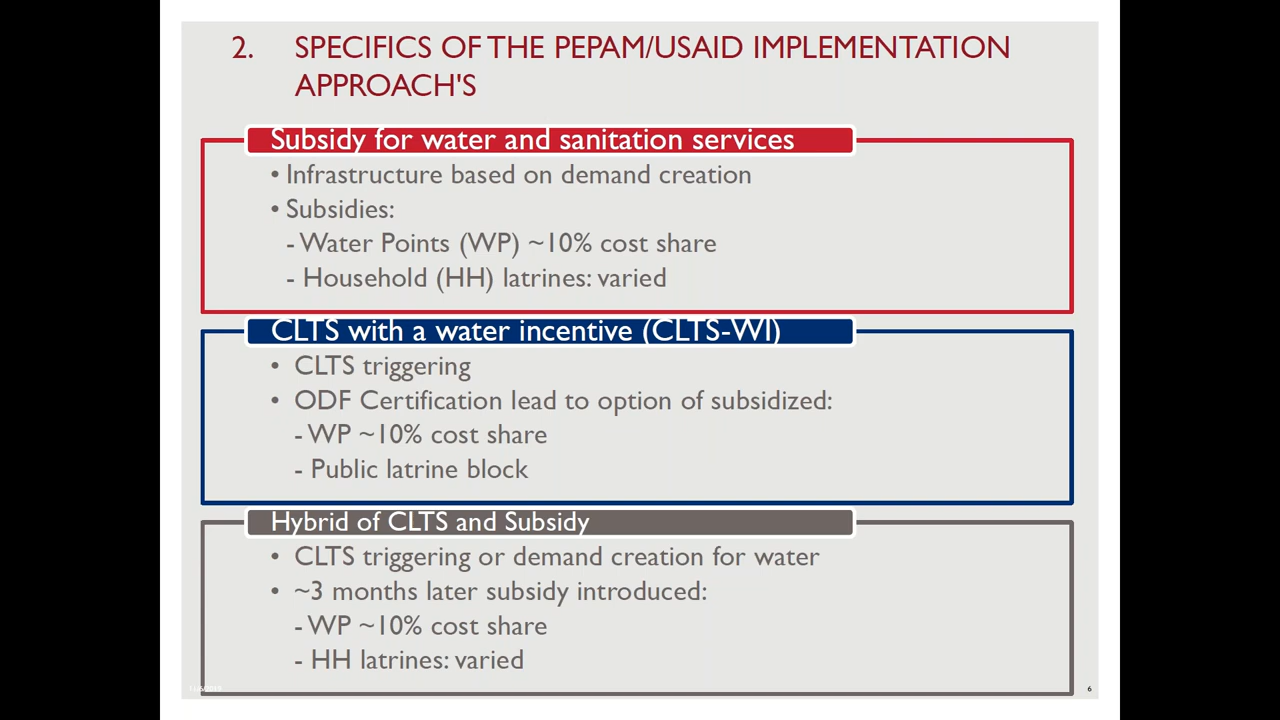 2. SPECIFICS OF THE PEPAM/USAID IMPLEMENTATION
APPROACH'S
Subsidy for water and sanitation services
• Infrastructure based on demand creation
• Subsidies:
- Water Points (WP) ~10% cost share
- Household (HH) latrines: varied
CLTS with a water incentive (CLTS-WI)
• CLTS triggering
• ODF Certification lead to option of subsidized:
- WP ~10% cost share
- Public latrine block
Hybrid of CLTS and Subsidy
• CLTS triggering or demand creation for water
• ~3 months later subsidy introduced:
- WP ~10% cost share
- HH latrines: varied
6